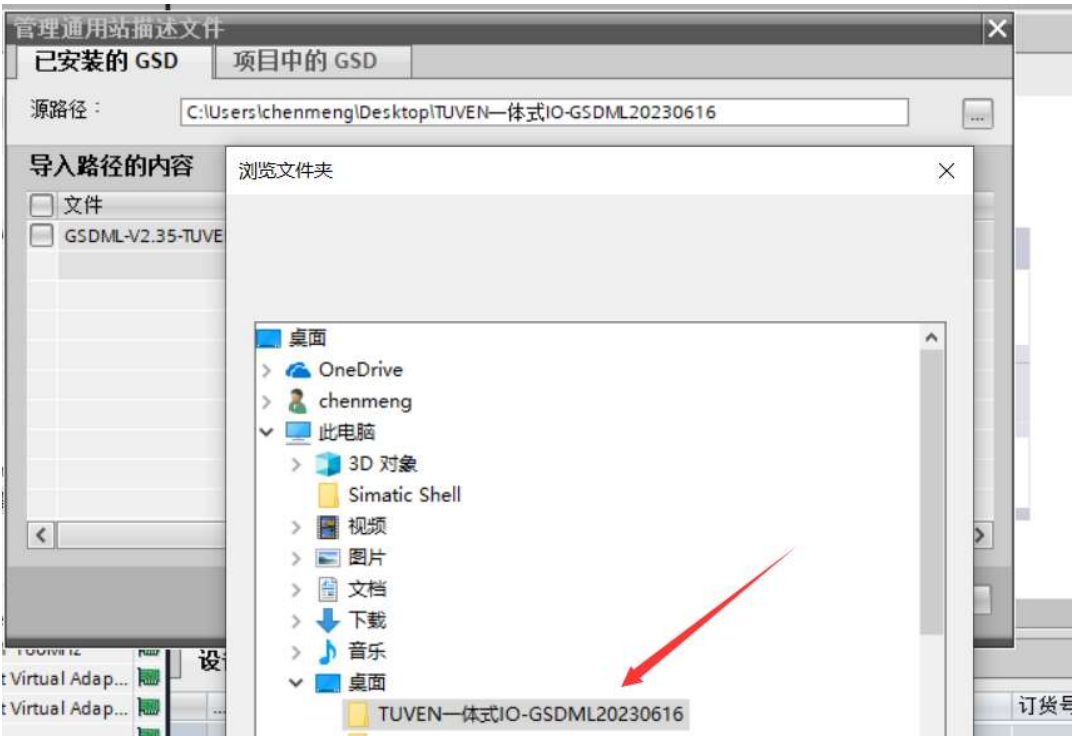 管理通用站描述文件
已安装的 GSD
项目中的 GSD
源路径：
C:\Users\chenmeng\Desktop\TUVEN一体式IO-GSDML20230616
...
导入路径的内容
浏览文件夹
文件
GSDML-V2.35-TUVE
桌面
OneDrive
chenmeng
此电脑
3D 对象
Simatic Shell
视频
图片
文档
下载
音乐
桌面
TUVEN一体式IO-GSDML20230616
t Virtual Adap...
t Virtual Adap...
...
订货号